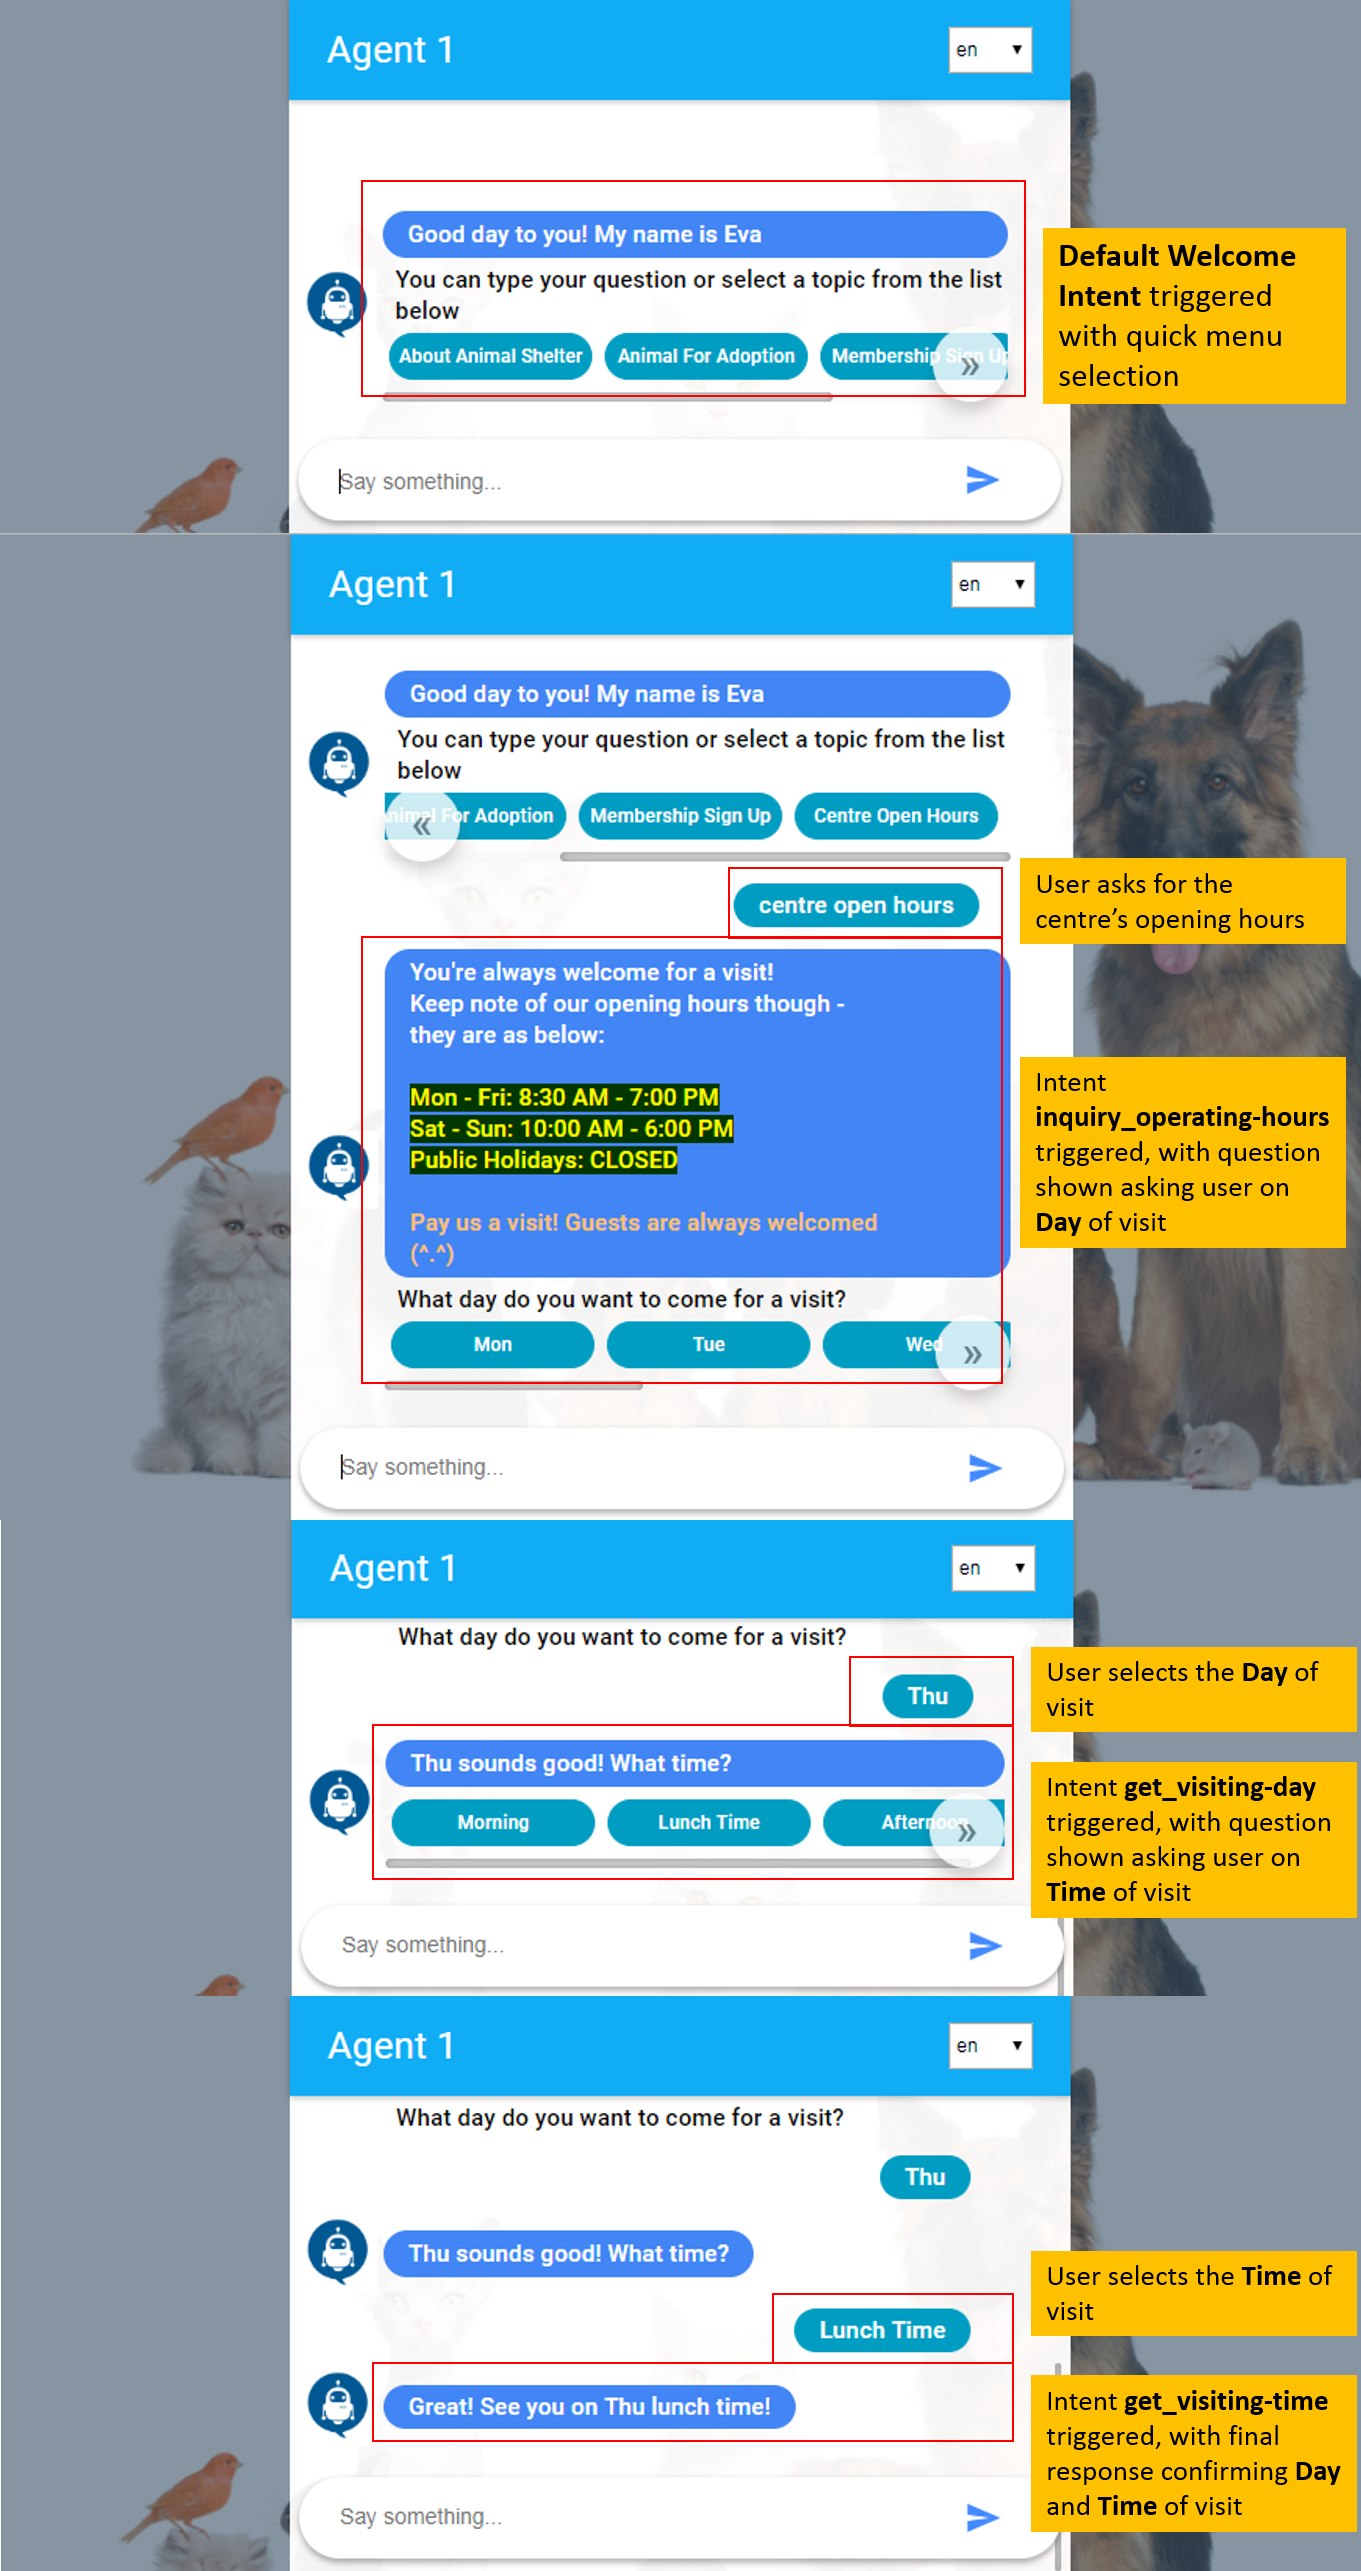 Agent 1
en
Good day to you! My name is Eva
You can type your question or select a topic from the list
below
About Animal Shelter
Animal For Adoption
Membership Sign Up
»
Say something...
Default Welcome
Intent triggered
with quick menu
selection
Agent 1
en
Good day to you! My name is Eva
You can type your question or select a topic from the list
below
Animal For Adoption
Membership Sign Up
Centre Open Hours
«
centre open hours
User asks for the
centre’s opening hours
You're always welcome for a visit!
Keep note of our opening hours though -
they are as below:
Mon - Fri: 8:30 AM - 7:00 PM
Sat - Sun: 10:00 AM - 6:00 PM
Public Holidays: CLOSED
Pay us a visit! Guests are always welcomed
(^.^)
What day do you want to come for a visit?
Mon
Tue
Wed
»
Intent
inquiry_operating-hours
triggered, with question
shown asking user on
Day of visit
Say something...
Agent 1
en
What day do you want to come for a visit?
Thu
User selects the Day of
visit
Thu sounds good! What time?
Morning
Lunch Time
Afternoon
»
Intent get_visiting-day
triggered, with question
shown asking user on
Time of visit
Say something...
Agent 1
en
What day do you want to come for a visit?
Thu
Thu sounds good! What time?
Lunch Time
User selects the Time of
visit
Great! See you on Thu lunch time!
Intent get_visiting-time
triggered, with final
response confirming Day
and Time of visit
Say something...